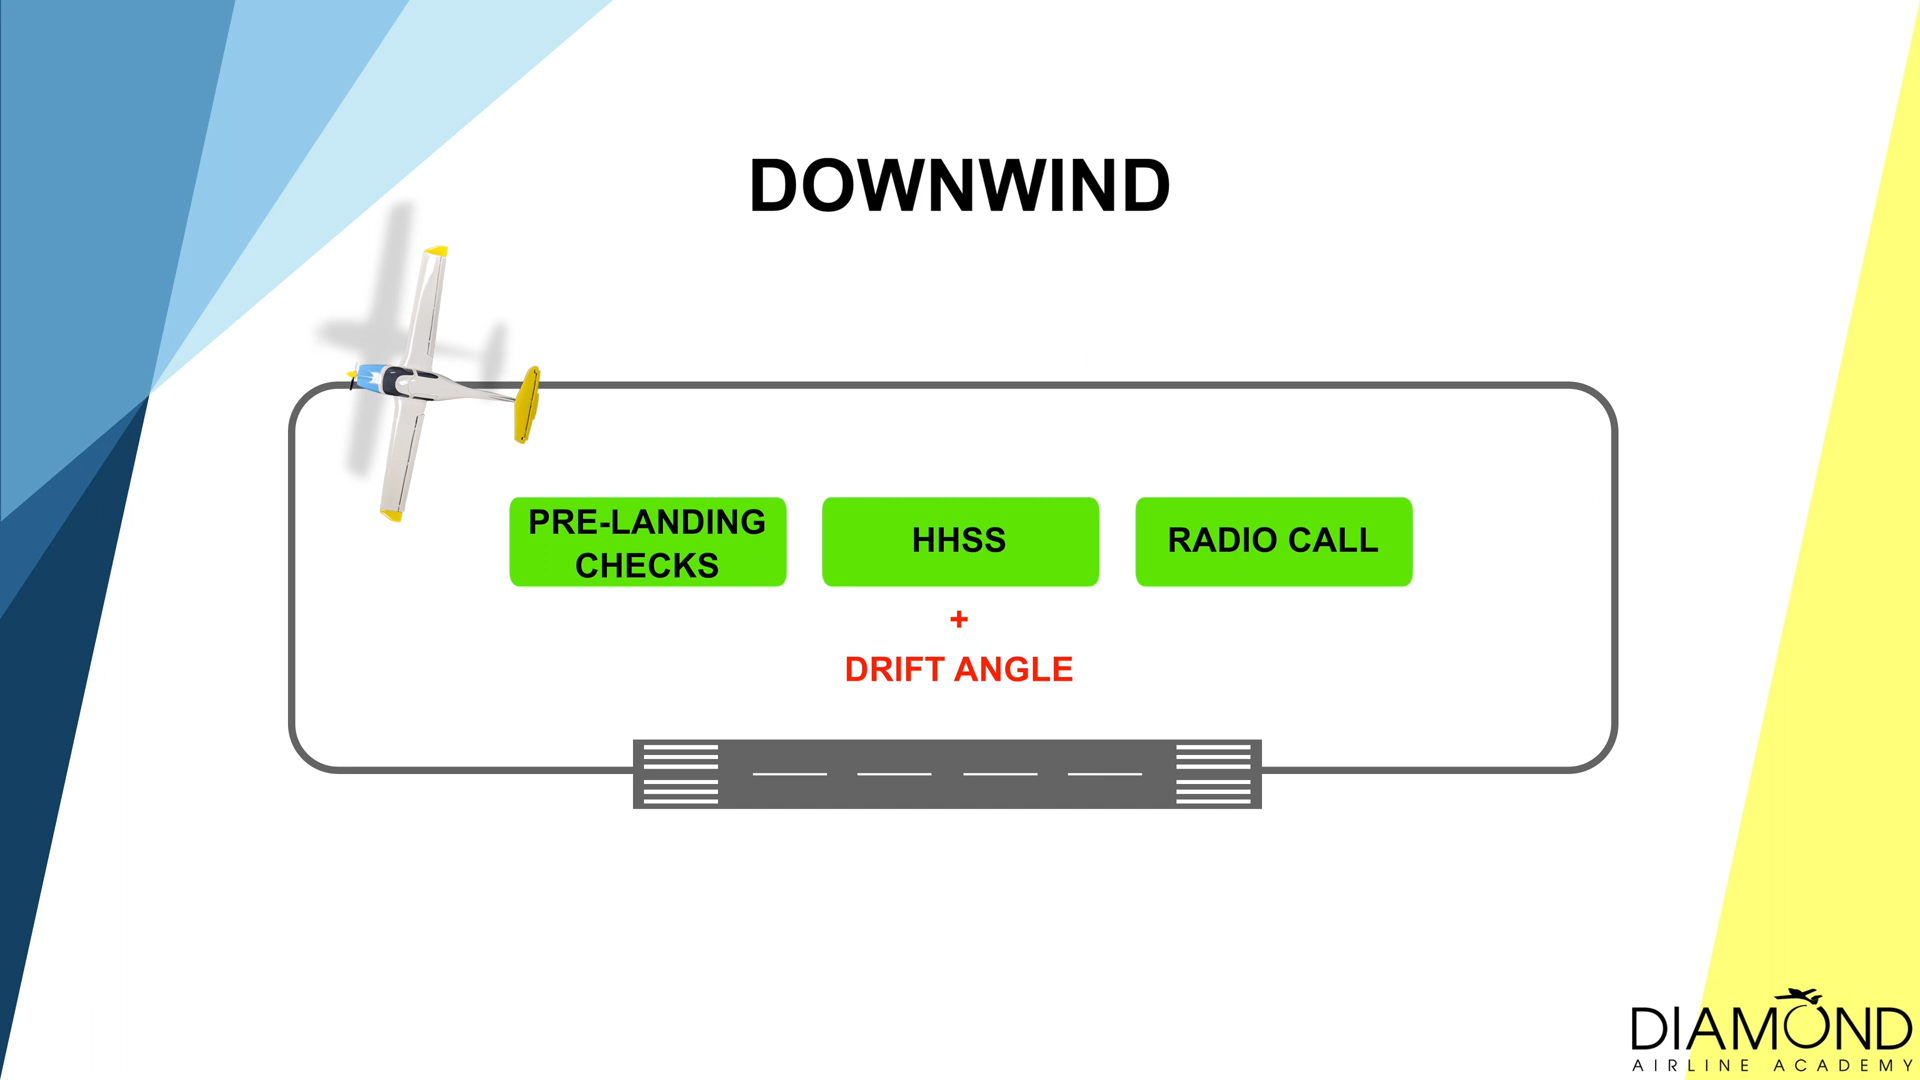 DOWNWIND
PRE-LANDING
CHECKS
HHSS
RADIO CALL
+
DRIFT ANGLE
DIAMOND
AIRLINE ACADEMY